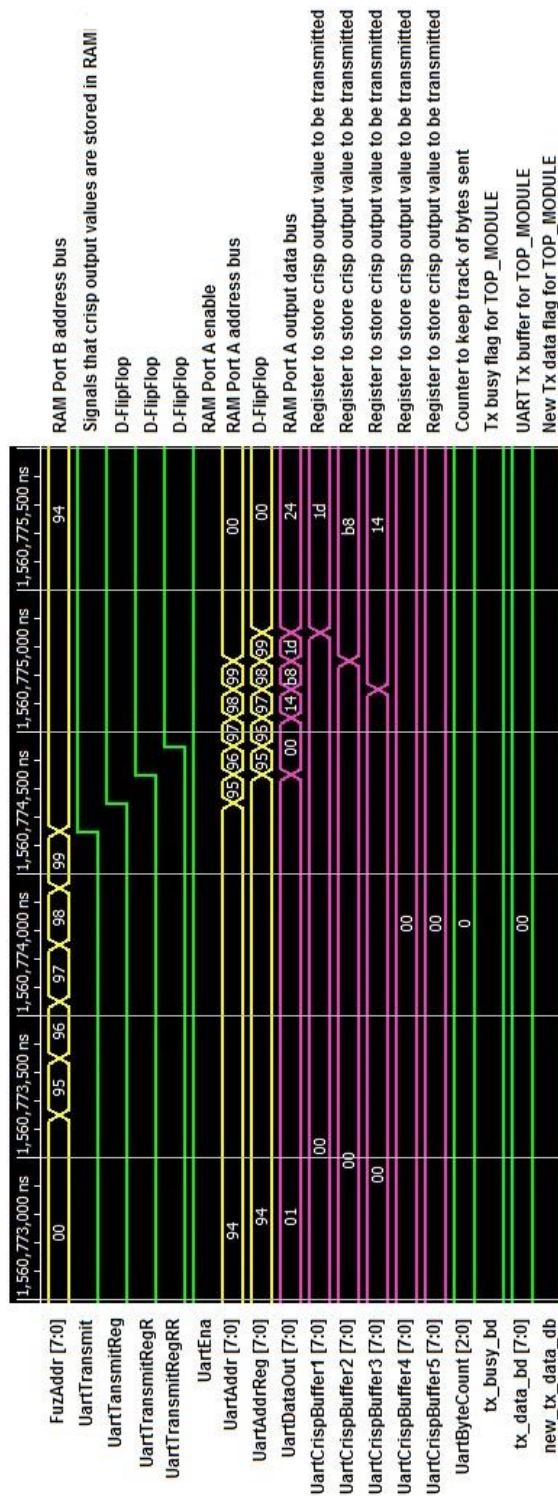 1,560,773,000 ns 1,560,773,500 ns 1,560,774,000 ns 1,560,774,500 ns 1,560,775,000 ns 1,560,775,500 ns
FuzAddr [7:0] 00 95 96 97 98 99 94 RAM Port B address bus
UartTransmit Signals that crisp output values are stored in RAM
UartTransmitReg D-FlipFlop
UartTransmitRegR D-FlipFlop
UartTransmitRegRR D-FlipFlop
UartEna RAM Port A enable
UartAddr [7:0] 94 95 96 97 98 99 00 RAM Port A address bus
UartAddrReg [7:0] 94 95 96 97 98 99 00 D-FlipFlop
UartDataOut [7:0] 01 00 14 b8 1d 24 RAM Port A output data bus
UartCrispBuffer1 [7:0] 00 1d Register to store crisp output value to be transmitted
UartCrispBuffer2 [7:0] 00 b8 Register to store crisp output value to be transmitted
UartCrispBuffer3 [7:0] 00 14 Register to store crisp output value to be transmitted
UartCrispBuffer4 [7:0] 00 Register to store crisp output value to be transmitted
UartCrispBuffer5 [7:0] 00 Register to store crisp output value to be transmitted
UartByteCount [2:0] 0 Counter to keep track of bytes sent
tx_busy_bd Tx busy flag for TOP_MODULE
tx_data_bd [7:0] 00 UART Tx buffer for TOP_MODULE
new_tx_data_db New Tx data flag for TOP_MODULE